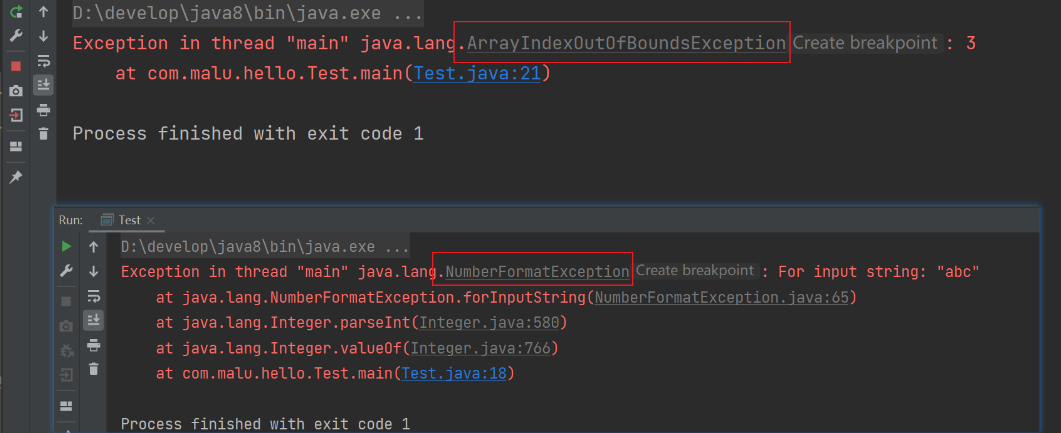 D:\develop\java8\bin\java.exe ...
Exception in thread "main" java.lang.ArrayIndexOutOfBoundsException Create breakpoint : 3
at com.malu.hello.Test.main(Test.java:21)
Process finished with exit code 1
Run: Test
D:\develop\java8\bin\java.exe ...
Exception in thread "main" java.lang.NumberFormatException Create breakpoint : For input string: "abc"
at java.lang.NumberFormatException.forInputString(NumberFormatException.java:65)
at java.lang.Integer.parseInt(Integer.java:580)
at java.lang.Integer.valueOf(Integer.java:766)
at com.malu.hello.Test.main(Test.java:18)
Process finished with exit code 1